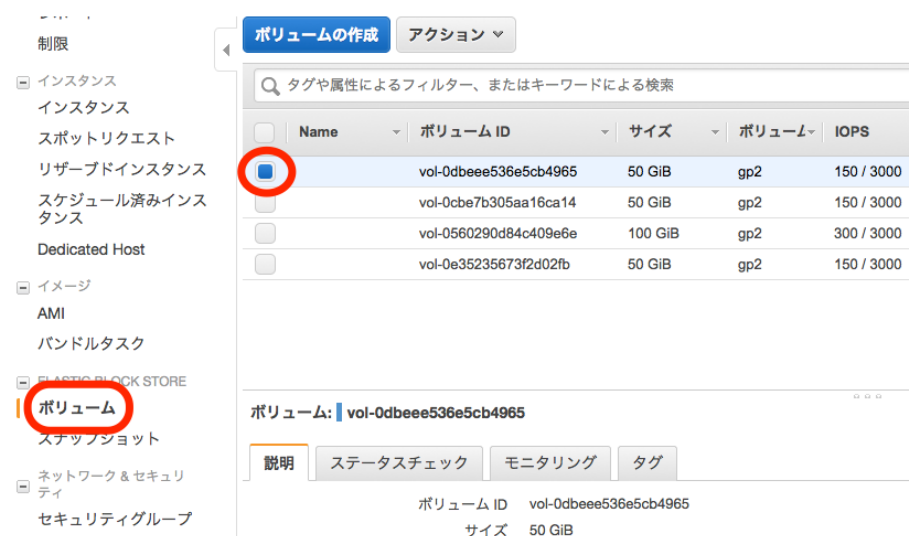 制限
インスタンス
インスタンス
スポットリクエスト
リザーブドインスタンス
スケジュール済みインス
タンス
Dedicated Host
イメージ
AMI
バンドルタスク
ELASTIC BLOCK STORE
ボリューム
スナップショット
ネットワーク & セキュリ
ティ
セキュリティグループ
ボリュームの作成 アクション
タグや属性によるフィルター、またはキーワードによる検索
Name ボリューム ID サイズ ボリューム IOPS
vol-0dbeee536e5cb4965 50 GiB gp2 150 / 3000
vol-0cbe7b305aa16ca14 50 GiB gp2 150 / 3000
vol-0560290d84c409e6e 100 GiB gp2 300 / 3000
vol-0e35235673f2d02fb 50 GiB gp2 150 / 3000
ボリューム: vol-0dbeee536e5cb4965
説明 ステータスチェック モニタリング タグ
ボリューム ID vol-0dbeee536e5cb4965
サイズ 50 GiB